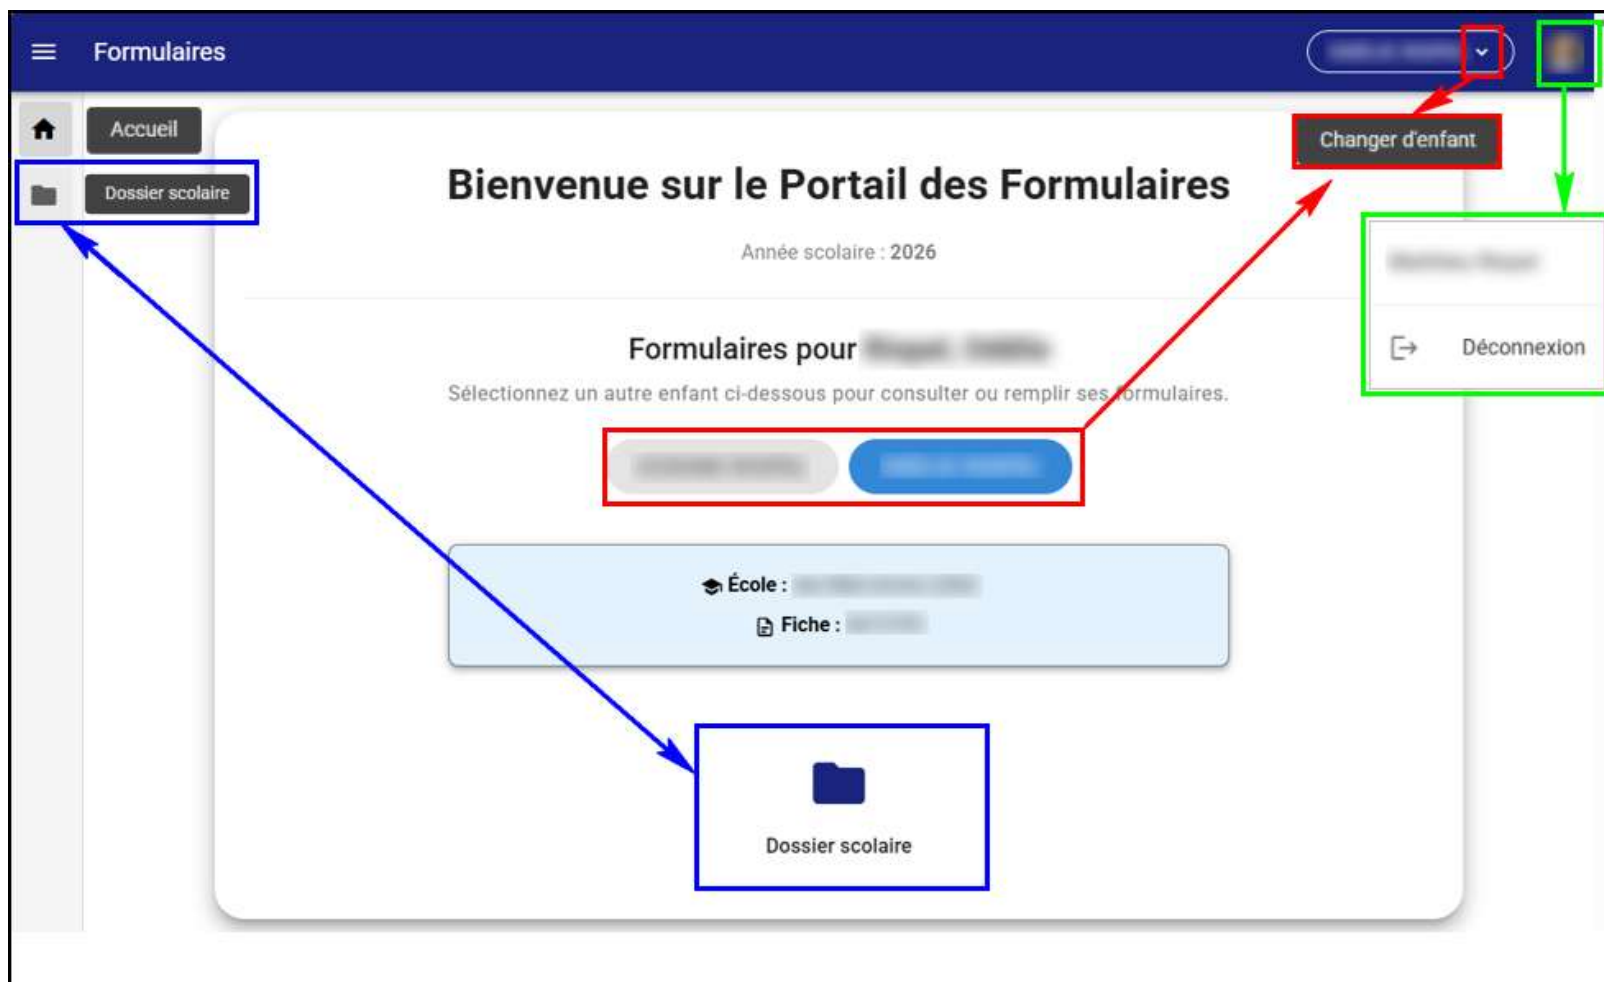 Formulaires
Accueil
Changer d'enfant
Dossier scolaire
Bienvenue sur le Portail des Formulaires
Année scolaire : 2026
Formulaires pour
Déconnexion
Sélectionnez un autre enfant ci-dessous pour consulter ou remplir ses formulaires.
École :
Fiche :
Dossier scolaire